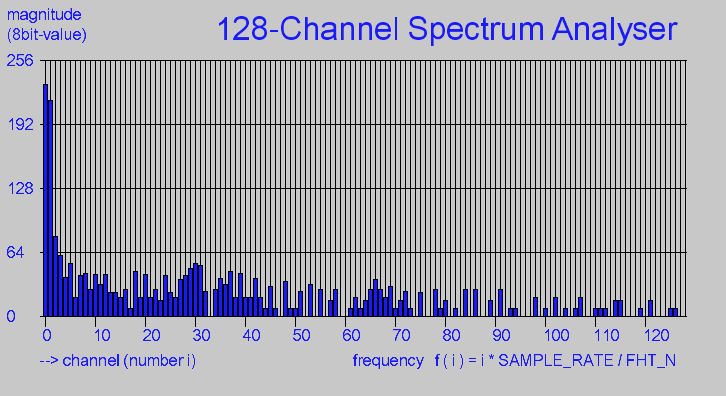 magnitude
(8bit-value)
128-Channel Spectrum Analyser
256
192
128
64
0
0 10 20 30 40 50 60 70 80 90 100 110 120
--> channel (number i)
frequency f ( i ) = i * SAMPLE_RATE / FHT_N